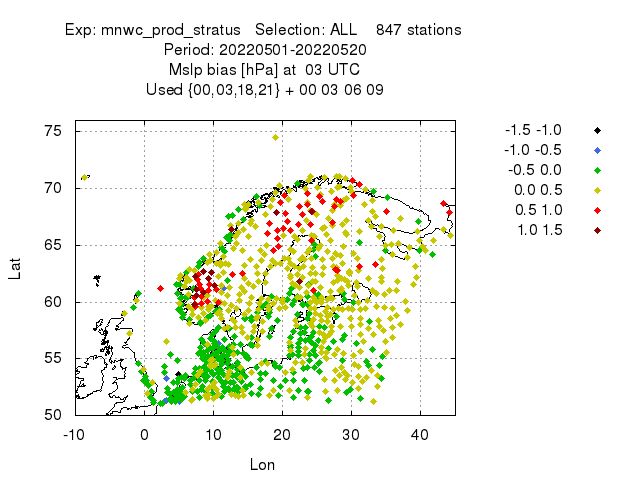 Exp: mnwc_prod_stratus   Selection: ALL    847 stations
Period: 20220501-20220520
Mslp bias [hPa] at  03 UTC
Used {00,03,18,21} + 00 03 06 09
-1.5 -1.0
-1.0 -0.5
-0.5 0.0
0.0 0.5
0.5 1.0
1.0 1.5
75
70
65
60
55
50
Lat
-10 0 10 20 30 40
Lon